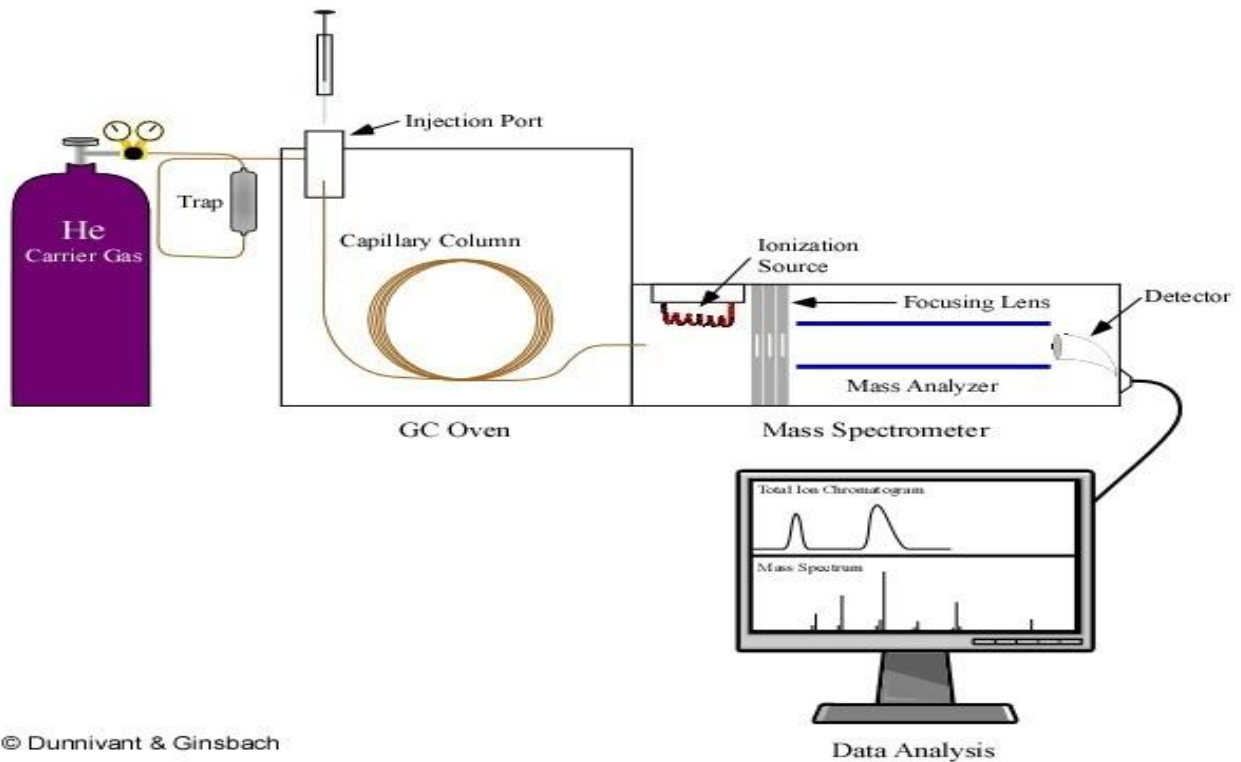 Injection Port
Trap
He
Carrier Gas
Capillary Column
Ionization
Source
Focusing Lens
Detector
Mass Analyzer
GC Oven
Mass Spectrometer
Total Ion Chromatogram
Mass Spectrum
© Dunnivant & Ginsbach
Data Analysis